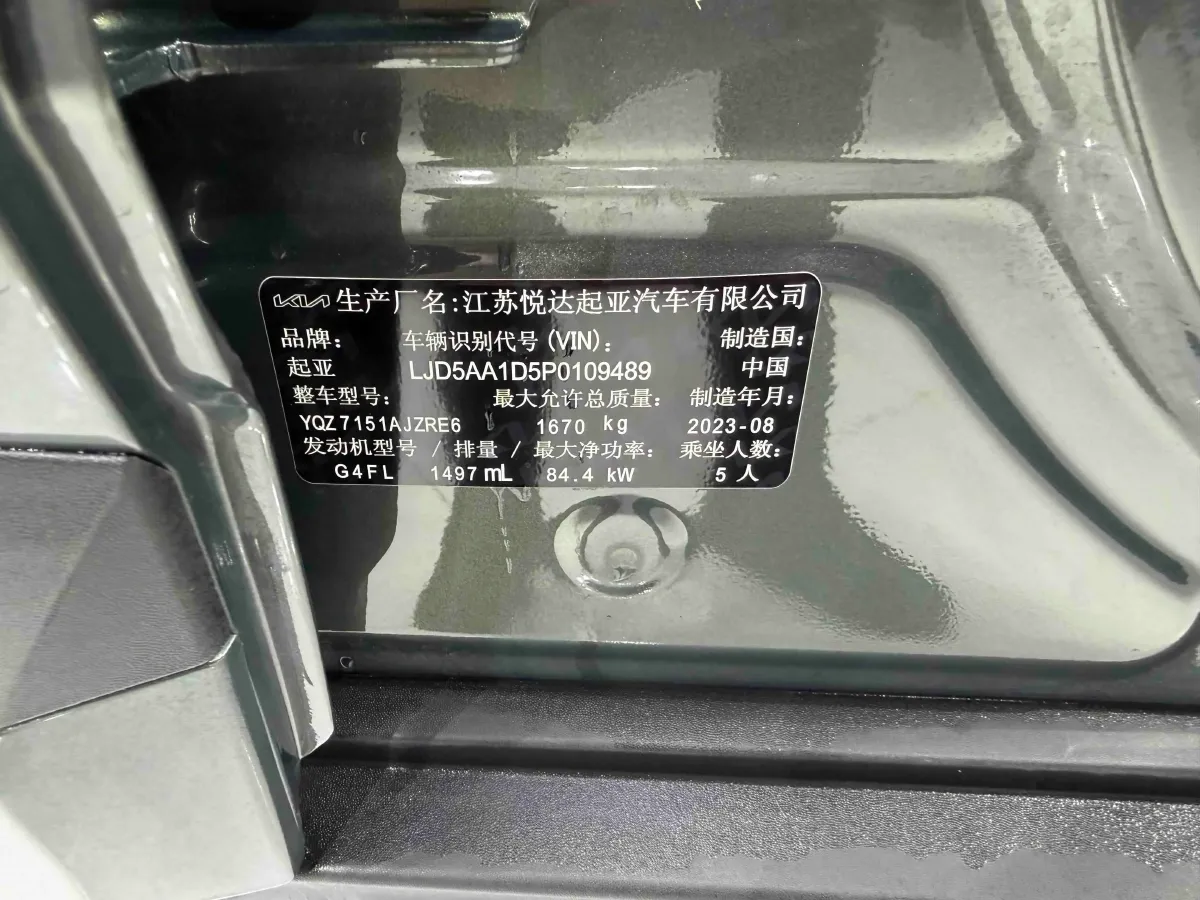 KIA 生产厂名:江苏悦达起亚汽车有限公司
品牌: 车辆识别代号(VIN): 制造国:
起亚 LJD5AA1D5P0109489 中国
整车型号: 最大允许总质量: 制造年月:
YQZ7151AJZRE6 1670 kg 2023-08
发动机型号 / 排量 / 最大净功率: 乘坐人数:
G4FL 1497 mL 84.4 kW 5 人